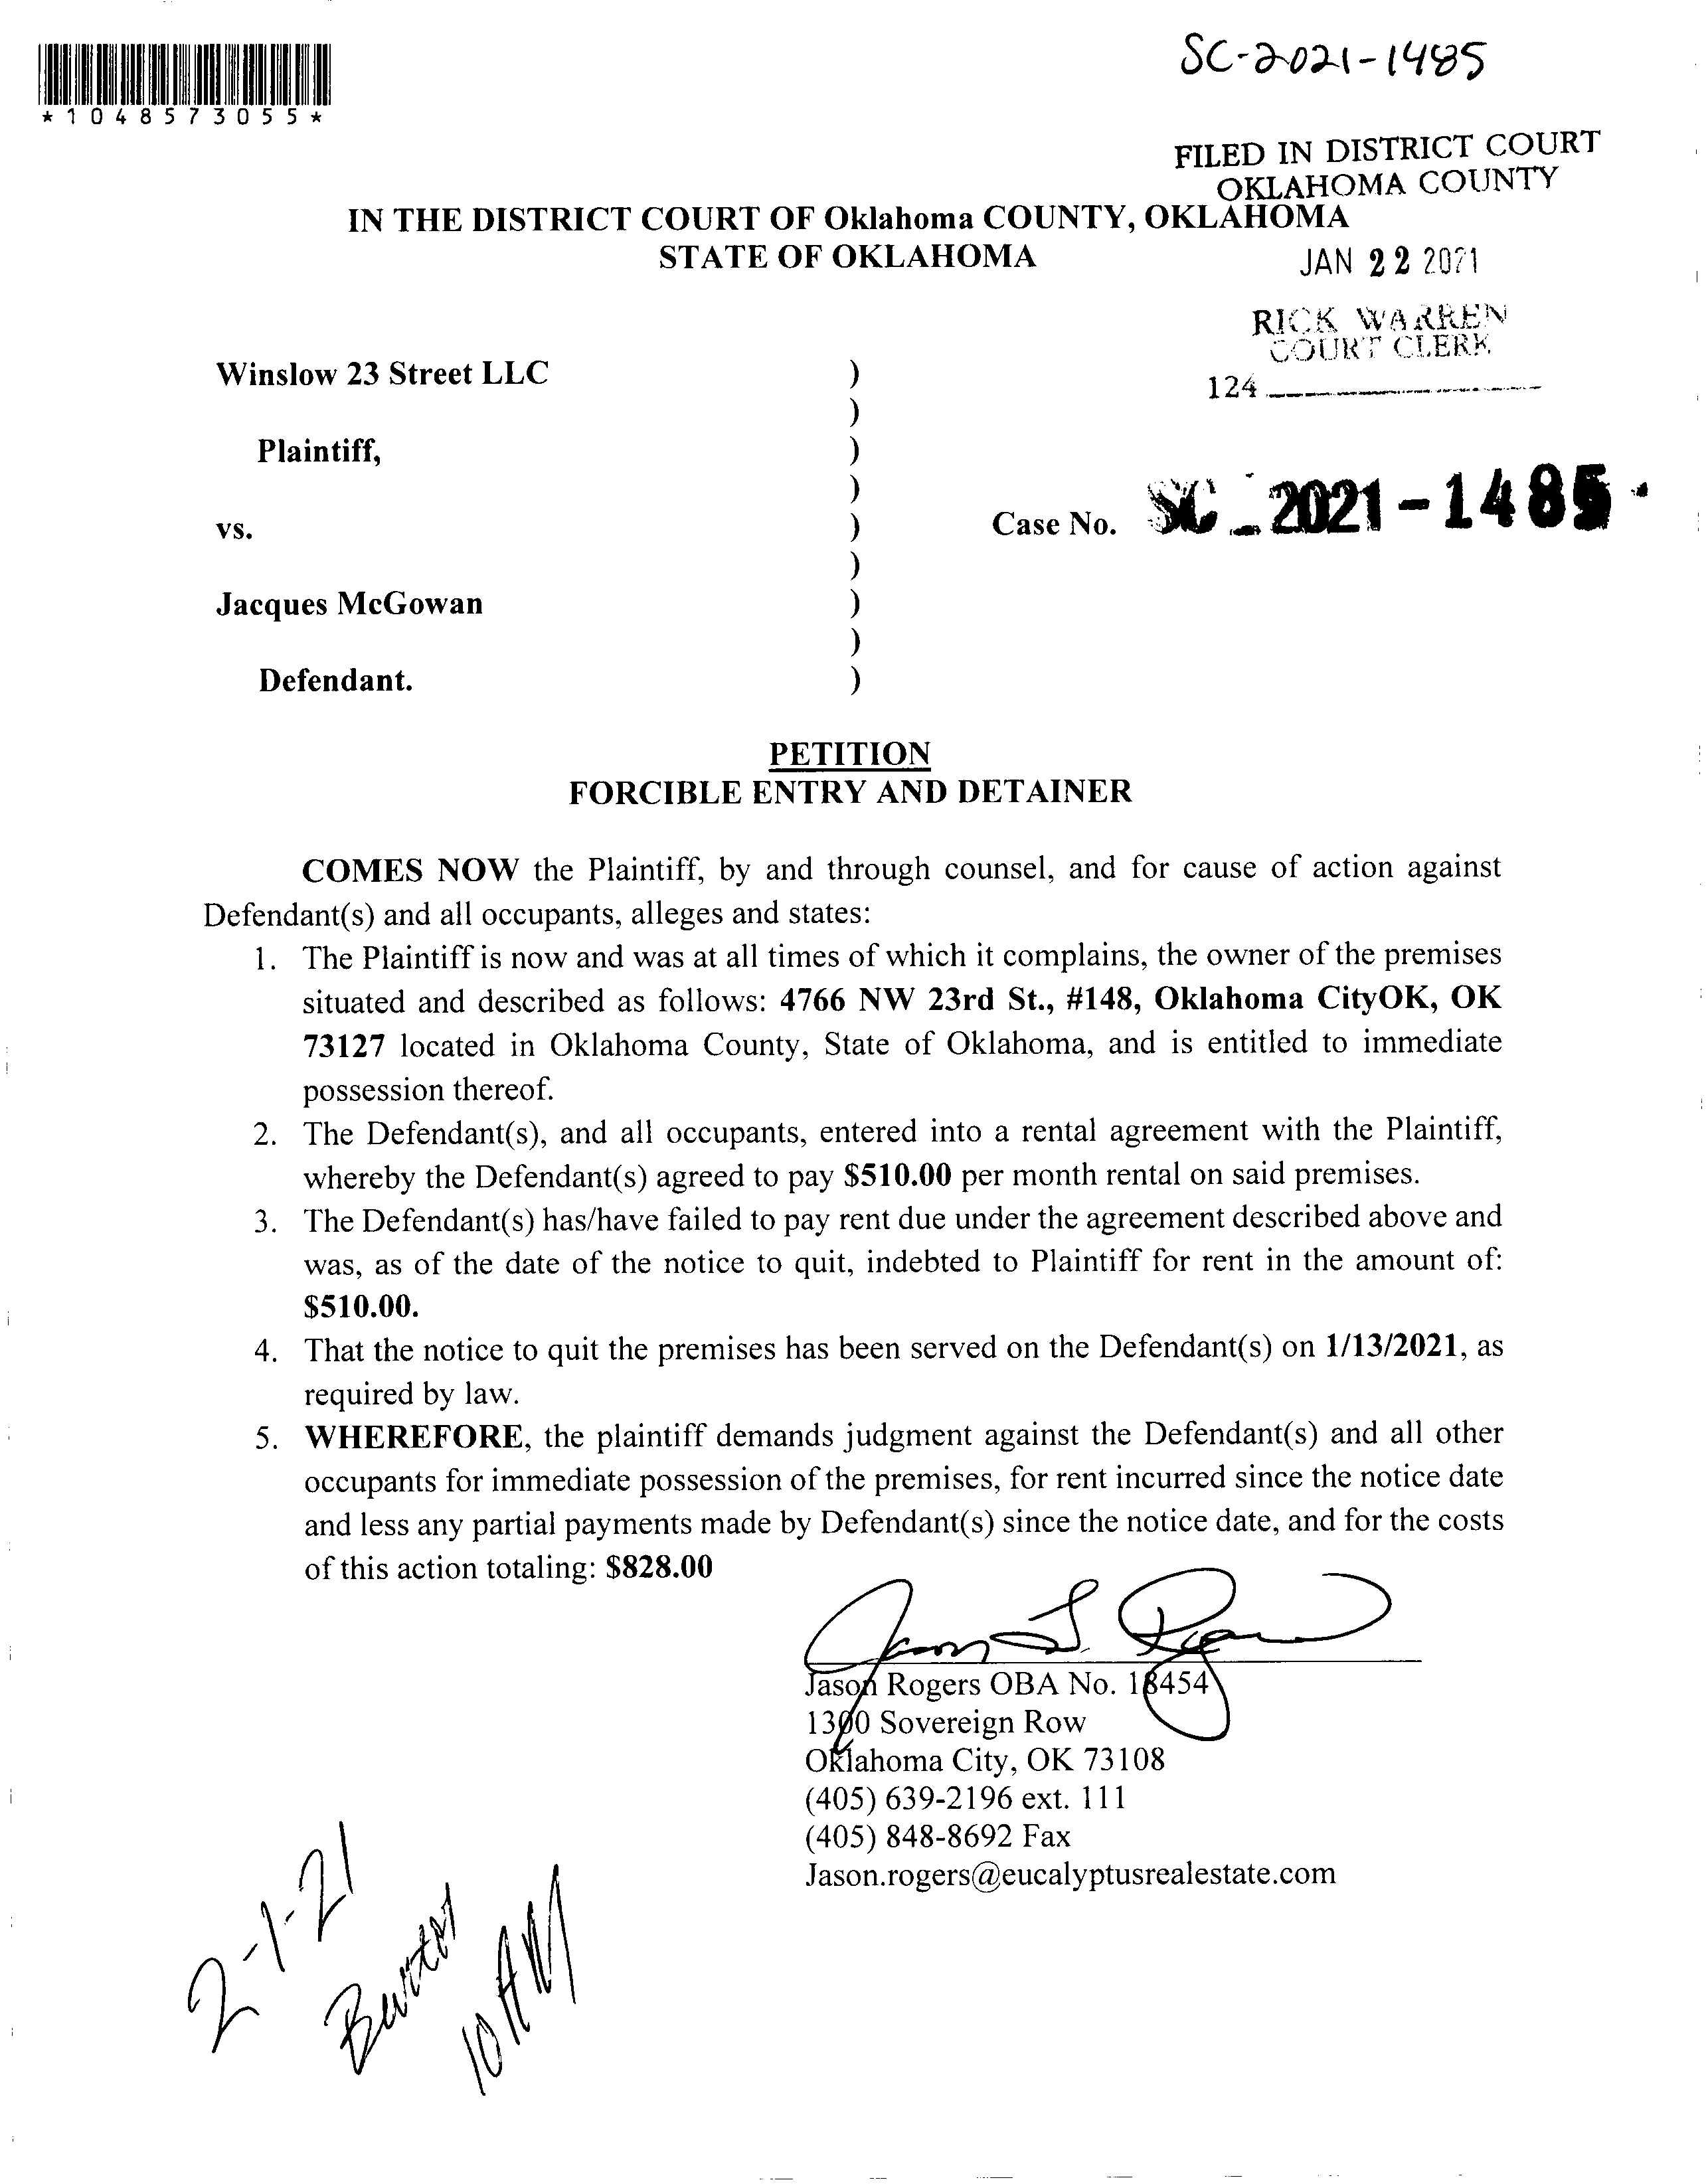 SC-2021-1485
*1048573055*
FILED IN DISTRICT COURT
OKLAHOMA COUNTY
IN THE DISTRICT COURT OF Oklahoma COUNTY, OKLAHOMA
STATE OF OKLAHOMA
JAN 22 2021
RICK WARREN
COURT CLERK
124
Winslow 23 Street LLC )
)
Plaintiff, )
)
vs. ) Case No. SC - 2021 - 1485
)
Jacques McGowan )
)
Defendant. )
PETITION
FORCIBLE ENTRY AND DETAINER
COMES NOW the Plaintiff, by and through counsel, and for cause of action against
Defendant(s) and all occupants, alleges and states:
1. The Plaintiff is now and was at all times of which it complains, the owner of the premises
situated and described as follows: 4766 NW 23rd St., #148, Oklahoma CityOK, OK
73127 located in Oklahoma County, State of Oklahoma, and is entitled to immediate
possession thereof.
2. The Defendant(s), and all occupants, entered into a rental agreement with the Plaintiff,
whereby the Defendant(s) agreed to pay $510.00 per month rental on said premises.
3. The Defendant(s) has/have failed to pay rent due under the agreement described above and
was, as of the date of the notice to quit, indebted to Plaintiff for rent in the amount of:
$510.00.
4. That the notice to quit the premises has been served on the Defendant(s) on 1/13/2021, as
required by law.
5. WHEREFORE, the plaintiff demands judgment against the Defendant(s) and all other
occupants for immediate possession of the premises, for rent incurred since the notice date
and less any partial payments made by Defendant(s) since the notice date, and for the costs
of this action totaling: $828.00
Jason Rogers OBA No. 18454
1300 Sovereign Row
Oklahoma City, OK 73108
(405) 639-2196 ext. 111
(405) 848-8692 Fax
Jason.rogers@eucalyptusrealestate.com
2-1-21
10 AM